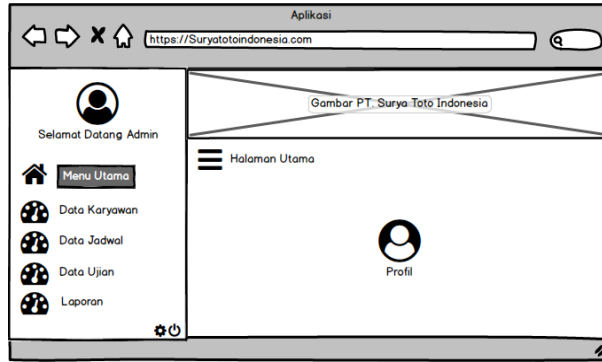 Aplikasi
https://Suryatotoindonesia.com
Selamat Datang Admin
Menu Utama
Data Karyawan
Data Jadwal
Data Ujian
Laporan
Gambar PT. Surya Toto Indonesia
Halaman Utama
Profil